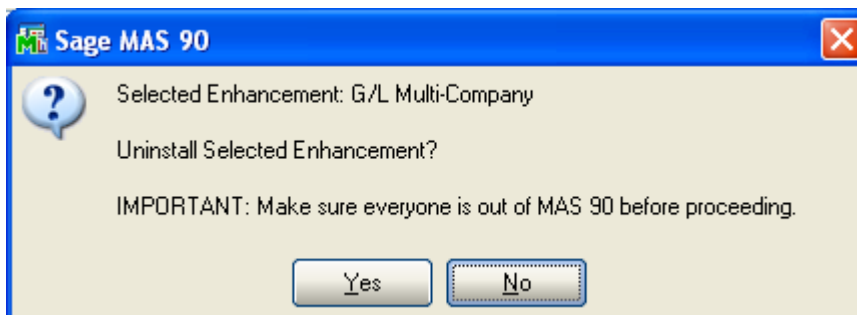 Sage MAS 90
Selected Enhancement: G/L Multi-Company
Uninstall Selected Enhancement?
IMPORTANT: Make sure everyone is out of MAS 90 before proceeding.
Yes No